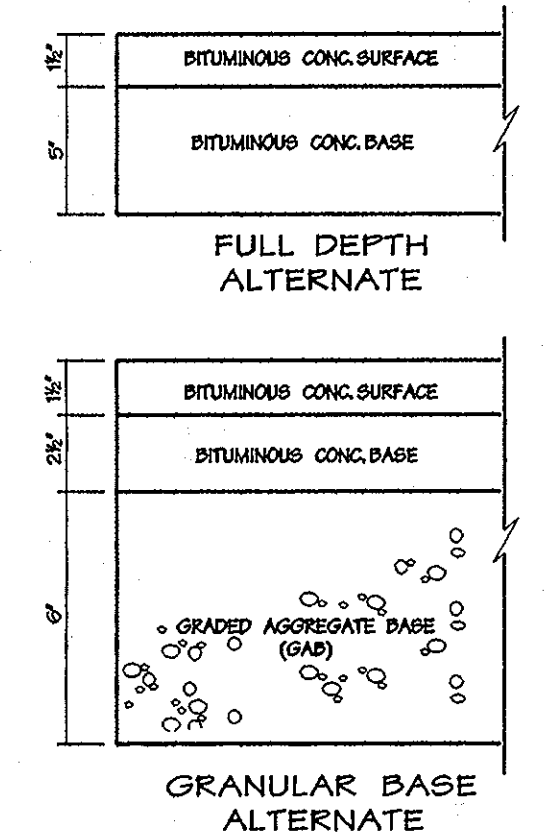 1½"
BITUMINOUS CONC. SURFACE
5"
BITUMINOUS CONC. BASE
FULL DEPTH
ALTERNATE
1½"
BITUMINOUS CONC. SURFACE
2½"
BITUMINOUS CONC. BASE
6"
GRADED AGGREGATE BASE
(GAB)
GRANULAR BASE
ALTERNATE